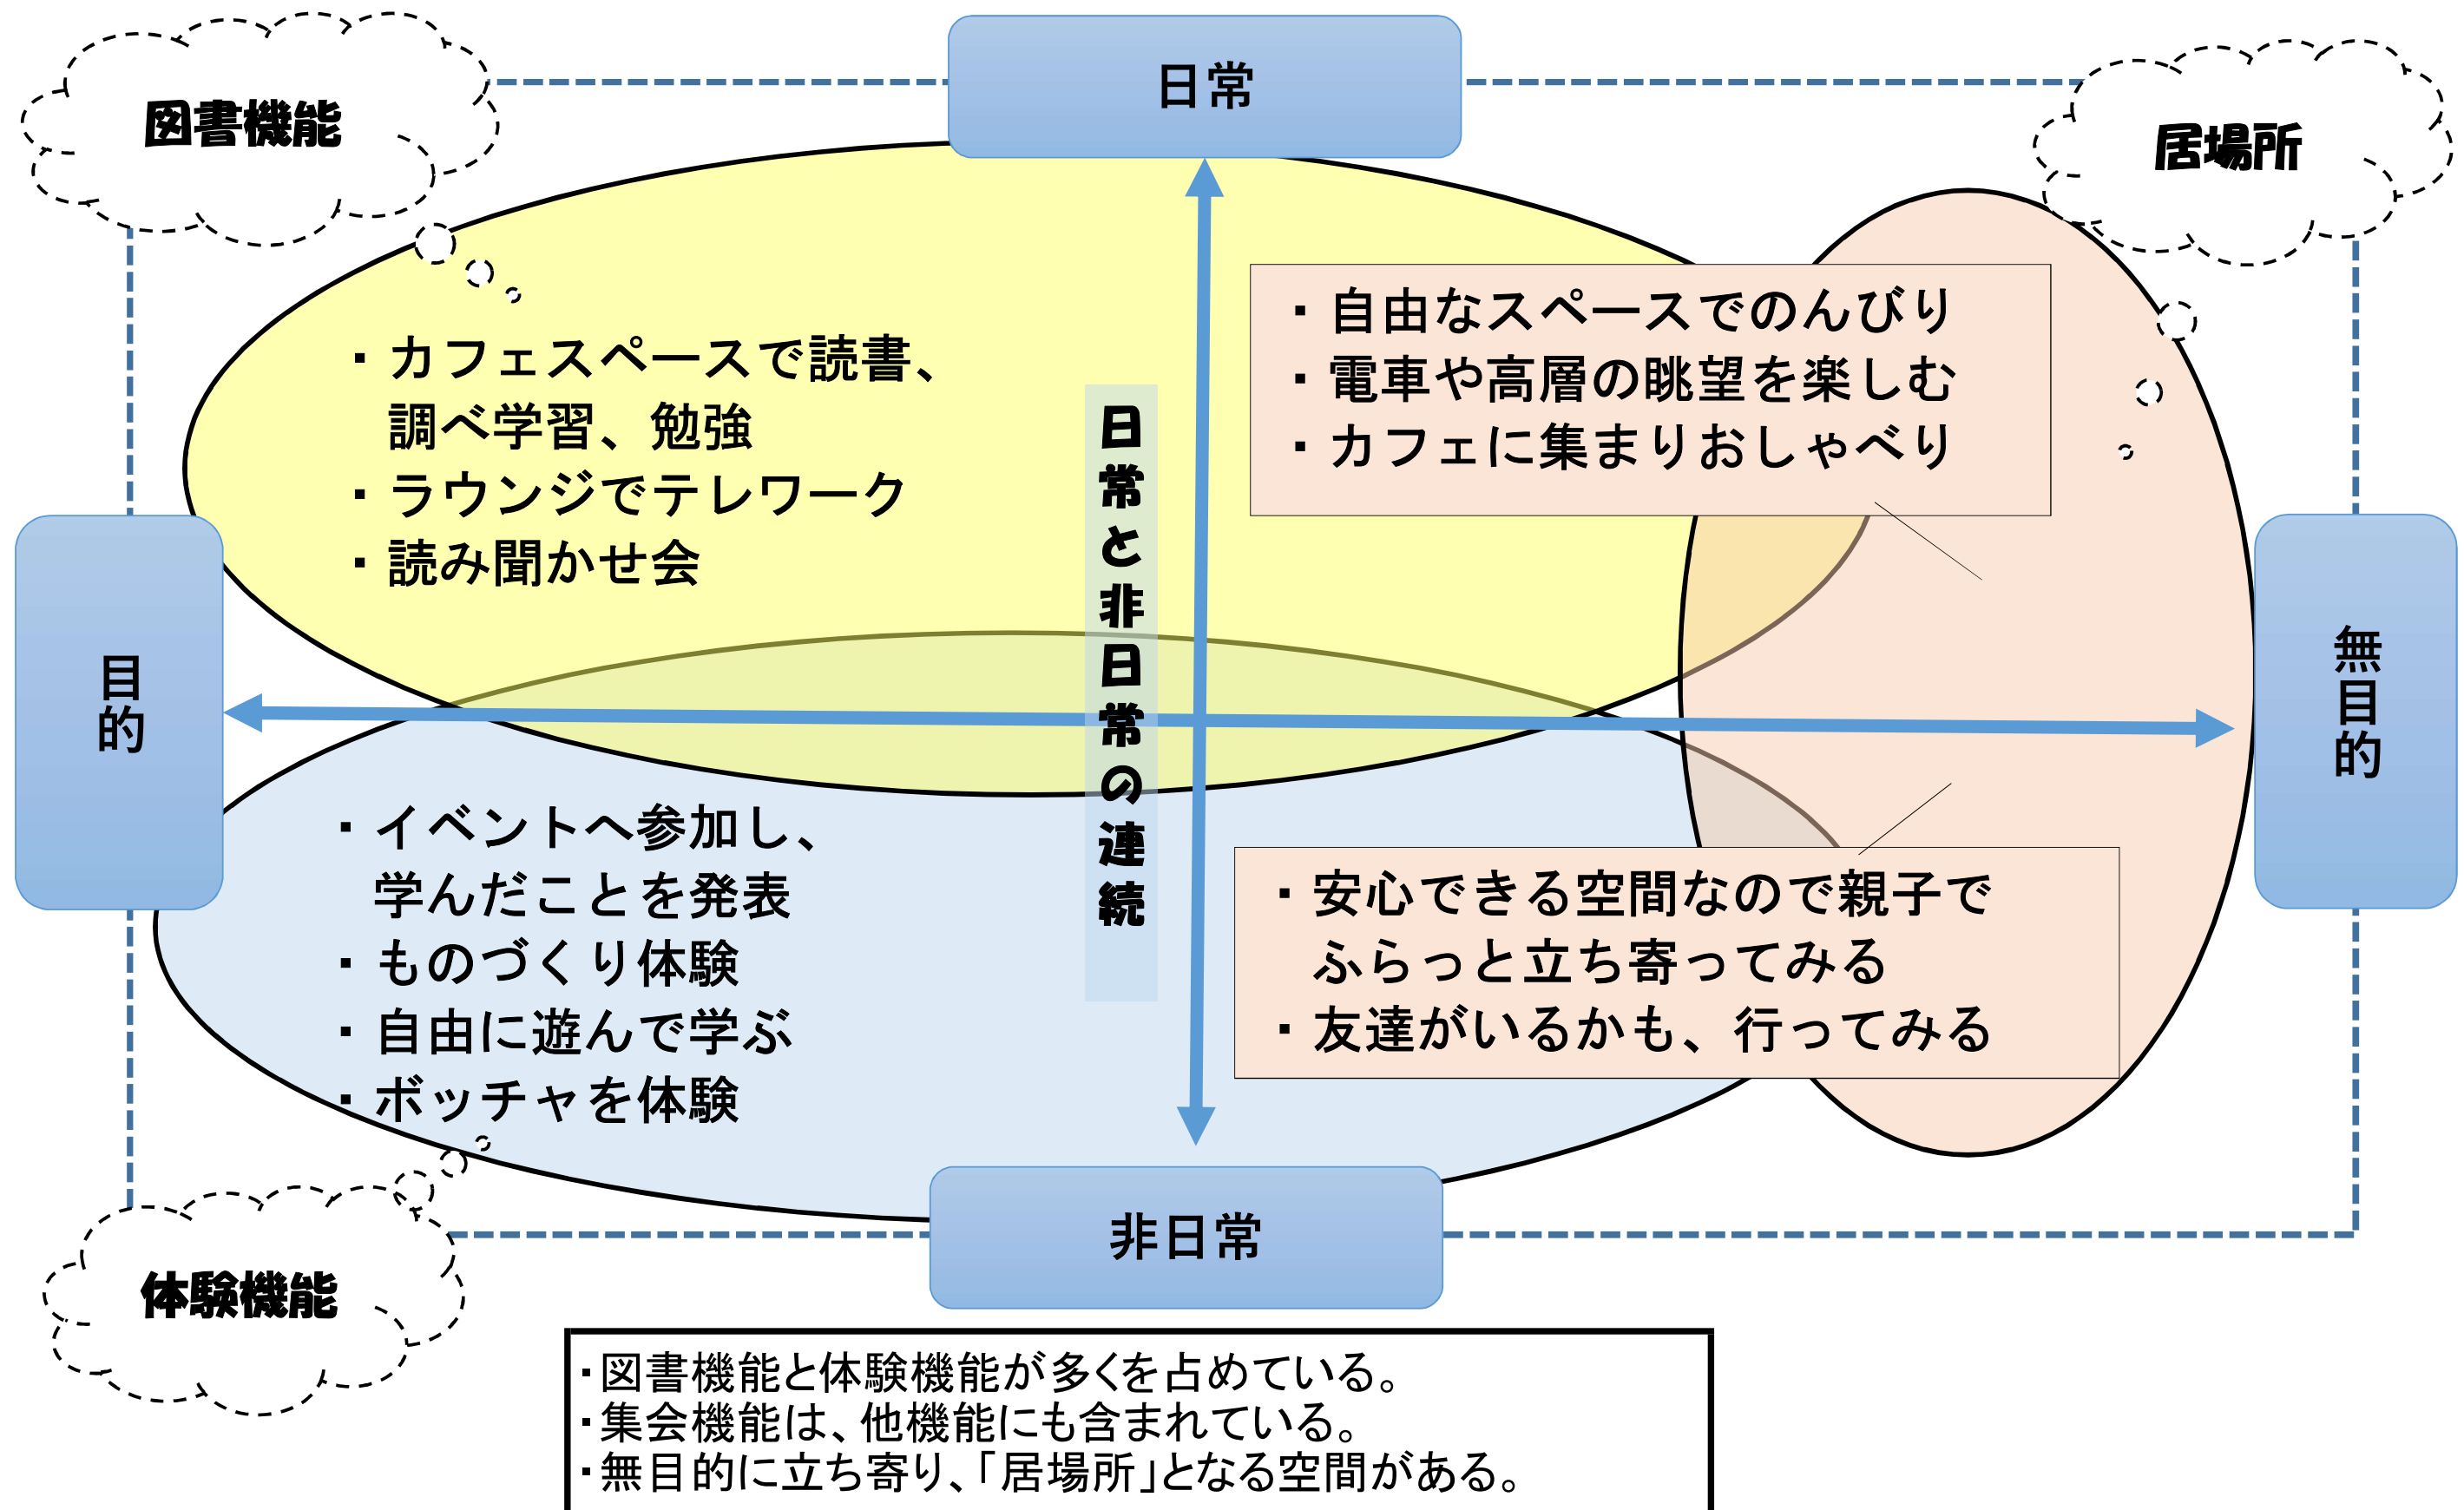 図書機能
日常
居場所
・カフェスペースで読書、
調べ学習、勉強
・ラウンジでテレワーク
・読み聞かせ会
・自由なスペースでのんびり
・電車や高層の眺望を楽しむ
・カフェに集まりおしゃべり
日常と非日常の連続
目的
無目的
・イベントへ参加し、
学んだことを発表
・ものづくり体験
・自由に遊んで学ぶ
・ボッチャを体験
・安心できる空間なので親子で
ふらっと立ち寄ってみる
・友達がいるかも、行ってみる
体験機能
非日常
・図書機能と体験機能が多くを占めている。
・集会機能は、他機能にも含まれている。
・無目的に立ち寄り、「居場所」となる空間がある。